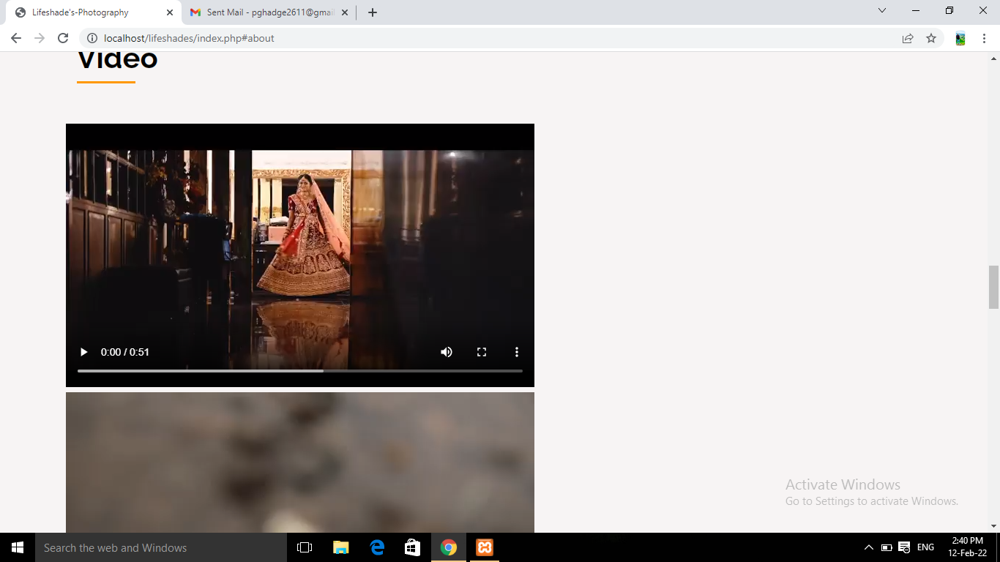 Lifeshade's-Photography
Sent Mail - pghadge2611@gmai
localhost/lifeshades/index.php#about
Video
0:00 / 0:51
Activate Windows
Go to Settings to activate Windows.
Search the web and Windows
ENG
2:40 PM
12-Feb-22